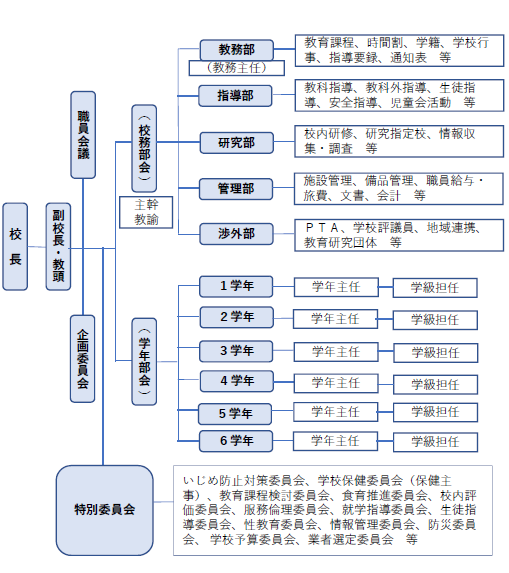 校長
副校長・教頭
職員会議
企画委員会
（校務部会）
主幹
教諭
教務部
（教務主任）
教育課程、時間割、学籍、学校行
事、指導要録、通知表　等
指導部
教科指導、教科外指導、生徒指
導、安全指導、児童会活動　等
研究部
校内研修、研究指定校、情報収
集・調査　等
管理部
施設管理、備品管理、職員給与・
旅費、文書、会計　等
渉外部
ＰＴＡ、学校評議員、地域連携、
教育研究団体　等
（学年部会）
１学年 学年主任 学級担任
２学年 学年主任 学級担任
３学年 学年主任 学級担任
４学年 学年主任 学級担任
５学年 学年主任 学級担任
６学年 学年主任 学級担任
特別委員会
いじめ防止対策委員会、学校保健委員会（保健主
事）、教育課程検討委員会、食育推進委員会、校内評
価委員会、服務倫理委員会、就学指導委員会、生徒指
導委員会、性教育委員会、情報管理委員会、防災委員
会、学校予算委員会、業者選定委員会　等